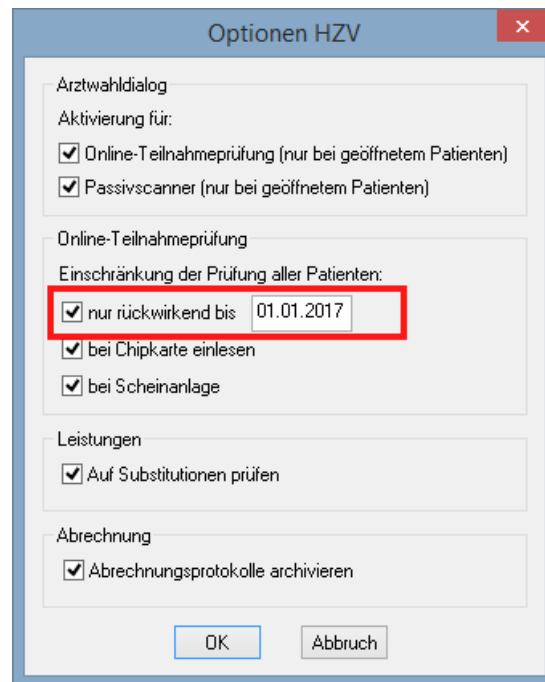 Optionen HZV
Arztwahldialog
Aktivierung für:
Online-Teilnahmeprüfung (nur bei geöffnetem Patienten)
Passivscanner (nur bei geöffnetem Patienten)
Online-Teilnahmeprüfung
Einschränkung der Prüfung aller Patienten:
nur rückwirkend bis 01.01.2017
bei Chipkarte einlesen
bei Scheinanlage
Leistungen
Auf Substitutionen prüfen
Abrechnung
Abrechnungsprotokolle archivieren
OK Abbruch